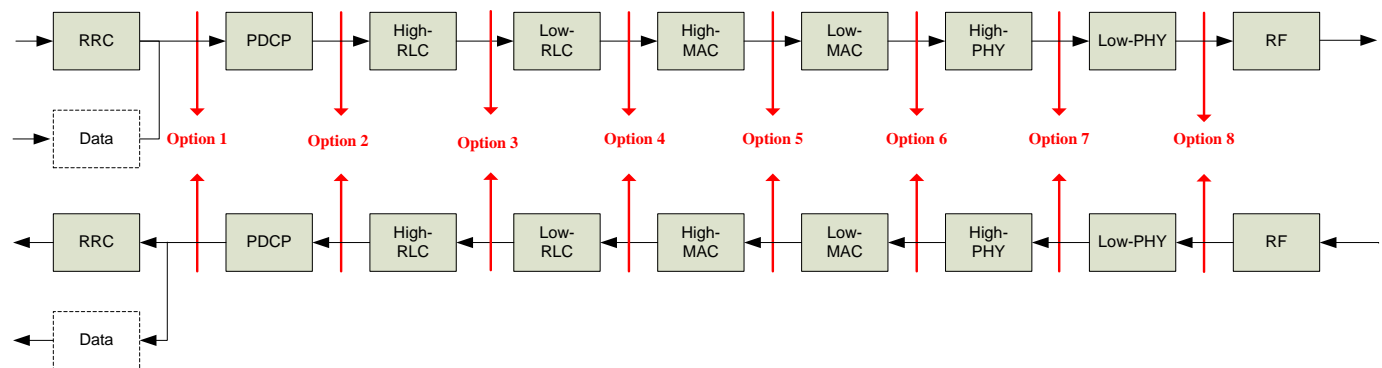 RRC
PDCP
High-
RLC
Low-
RLC
High-
MAC
Low-
MAC
High-
PHY
Low-PHY
RF
Data
Option 1
Option 2
Option 3
Option 4
Option 5
Option 6
Option 7
Option 8
RRC
PDCP
High-
RLC
Low-
RLC
High-
MAC
Low-
MAC
High-
PHY
Low-PHY
RF
Data